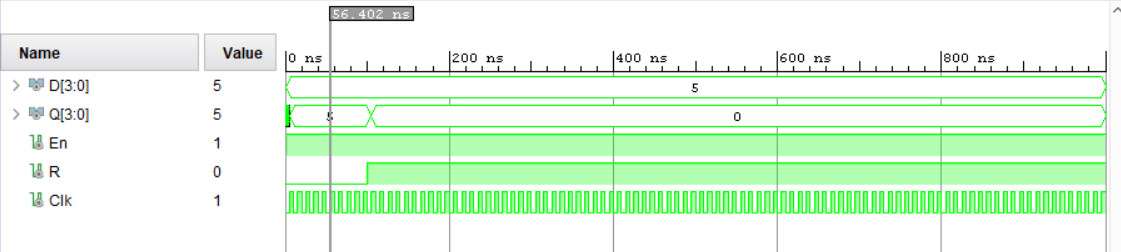 56.402 ns
Name Value 0 ns 200 ns 400 ns 600 ns 800 ns
D[3:0] 5 5
Q[3:0] 5 5 0
En 1
R 0
Clk 1